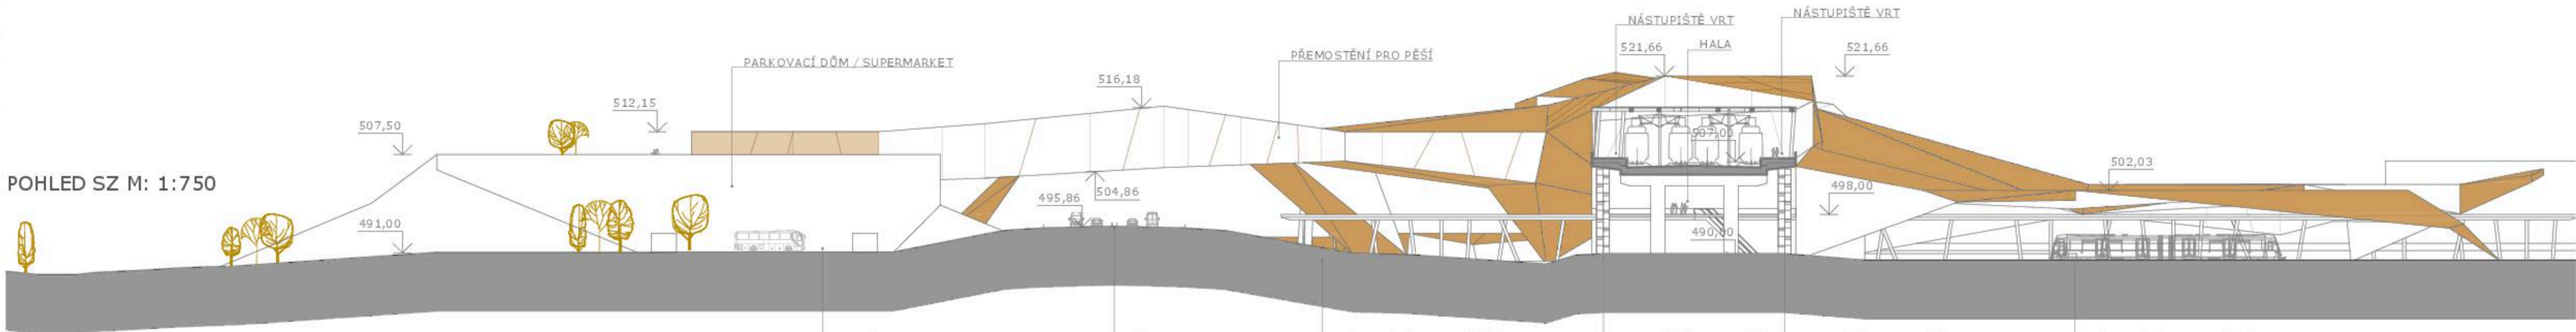 NÁSTUPIŠTĚ VRT
NÁSTUPIŠTĚ VRT
521,66
HALA
521,66
PŘEMOSTĚNÍ PRO PĚŠÍ
PARKOVACÍ DŮM / SUPERMARKET
516,18
512,15
507,50
507,00
502,03
POHLED SZ M: 1:750
498,00
504,86
495,86
491,00
490,00